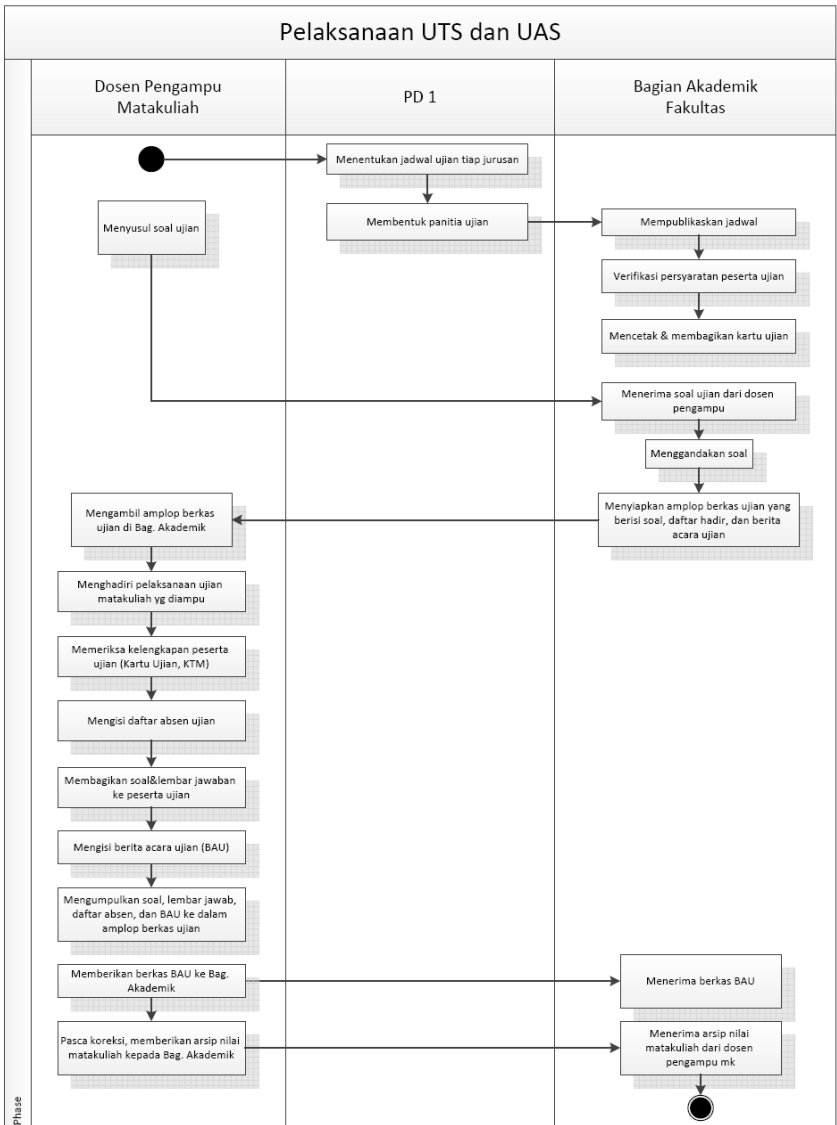 Pelaksanaan UTS dan UAS
Dosen Pengampu
Matakuliah
PD 1
Bagian Akademik
Fakultas
Menentukan jadwal ujian tiap jurusan
Menyusul soal ujian
Membentuk panitia ujian
Mempublikaskan jadwal
Verifikasi persyaratan peserta ujian
Mencetak & membagikan kartu ujian
Menerima soal ujian dari dosen
pengampu
Menggandakan soal
Mengambil amplop berkas
ujian di Bag. Akademik
Menyiapkan amplop berkas ujian yang
berisi soal, daftar hadir, dan berita
acara ujian
Menghadiri pelaksanaan ujian
matakuliah yg diampu
Memeriksa kelengkapan peserta
ujian (Kartu Ujian, KTM)
Mengisi daftar absen ujian
Membagikan soal&lembar jawaban
ke peserta ujian
Mengisi berita acara ujian (BAU)
Mengumpulkan soal, lembar jawab,
daftar absen, dan BAU ke dalam
amplop berkas ujian
Memberikan berkas BAU ke Bag.
Akademik
Menerima berkas BAU
Pasca koreksi, memberikan arsip nilai
matakuliah kepada Bag. Akademik
Menerima arsip nilai
matakuliah dari dosen
pengampu mk
Phase